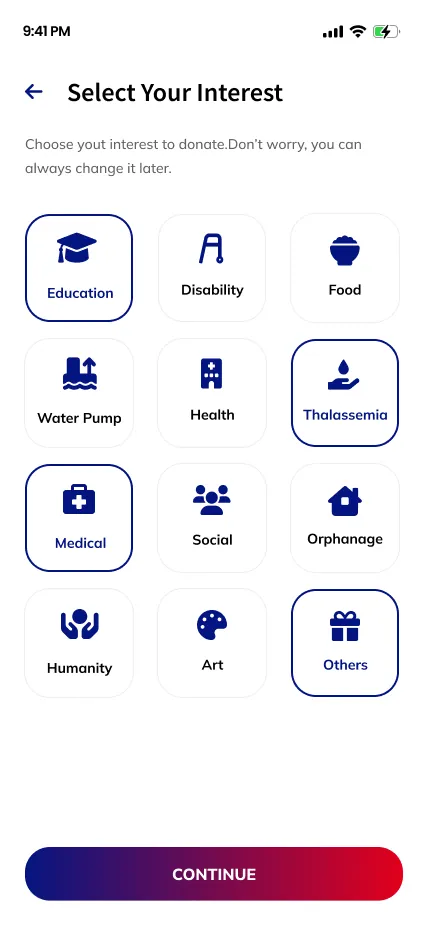 9:41 PM
Select Your Interest
Choose yout interest to donate.Don't worry, you can
always change it later.
Education
Disability
Food
Water Pump
Health
Thalassemia
Medical
Social
Orphanage
Humanity
Art
Others
CONTINUE